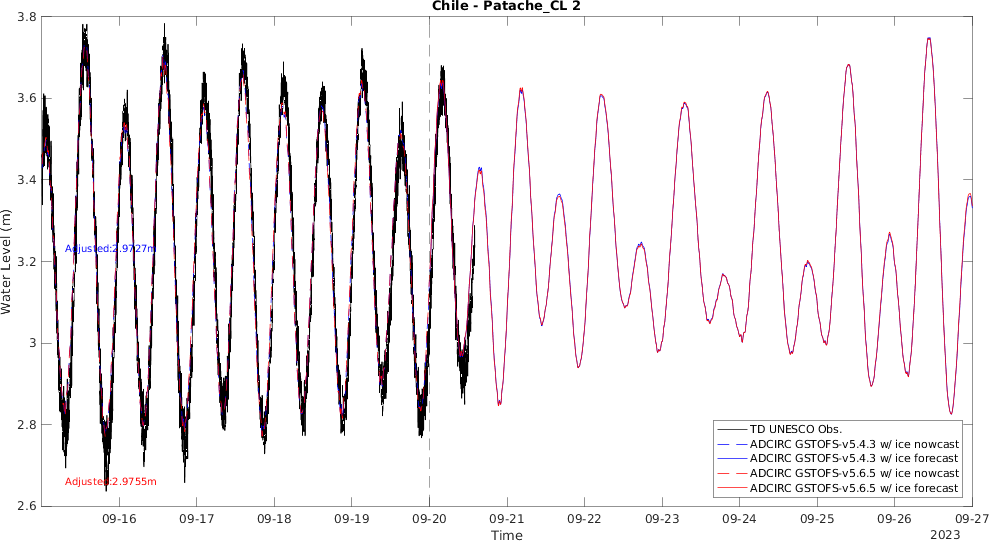 Chile - Patache_CL 2
Water Level (m)
3.8
3.6
3.4
3.2
3
2.8
2.6
Adjusted:2.9727m
Adjusted:2.9755m
TD UNESCO Obs.
ADCIRC GSTOFS-v5.4.3 w/ ice nowcast
ADCIRC GSTOFS-v5.4.3 w/ ice forecast
ADCIRC GSTOFS-v5.6.5 w/ ice nowcast
ADCIRC GSTOFS-v5.6.5 w/ ice forecast
09-16 09-17 09-18 09-19 09-20 09-21 09-22 09-23 09-24 09-25 09-26 09-27
Time
2023